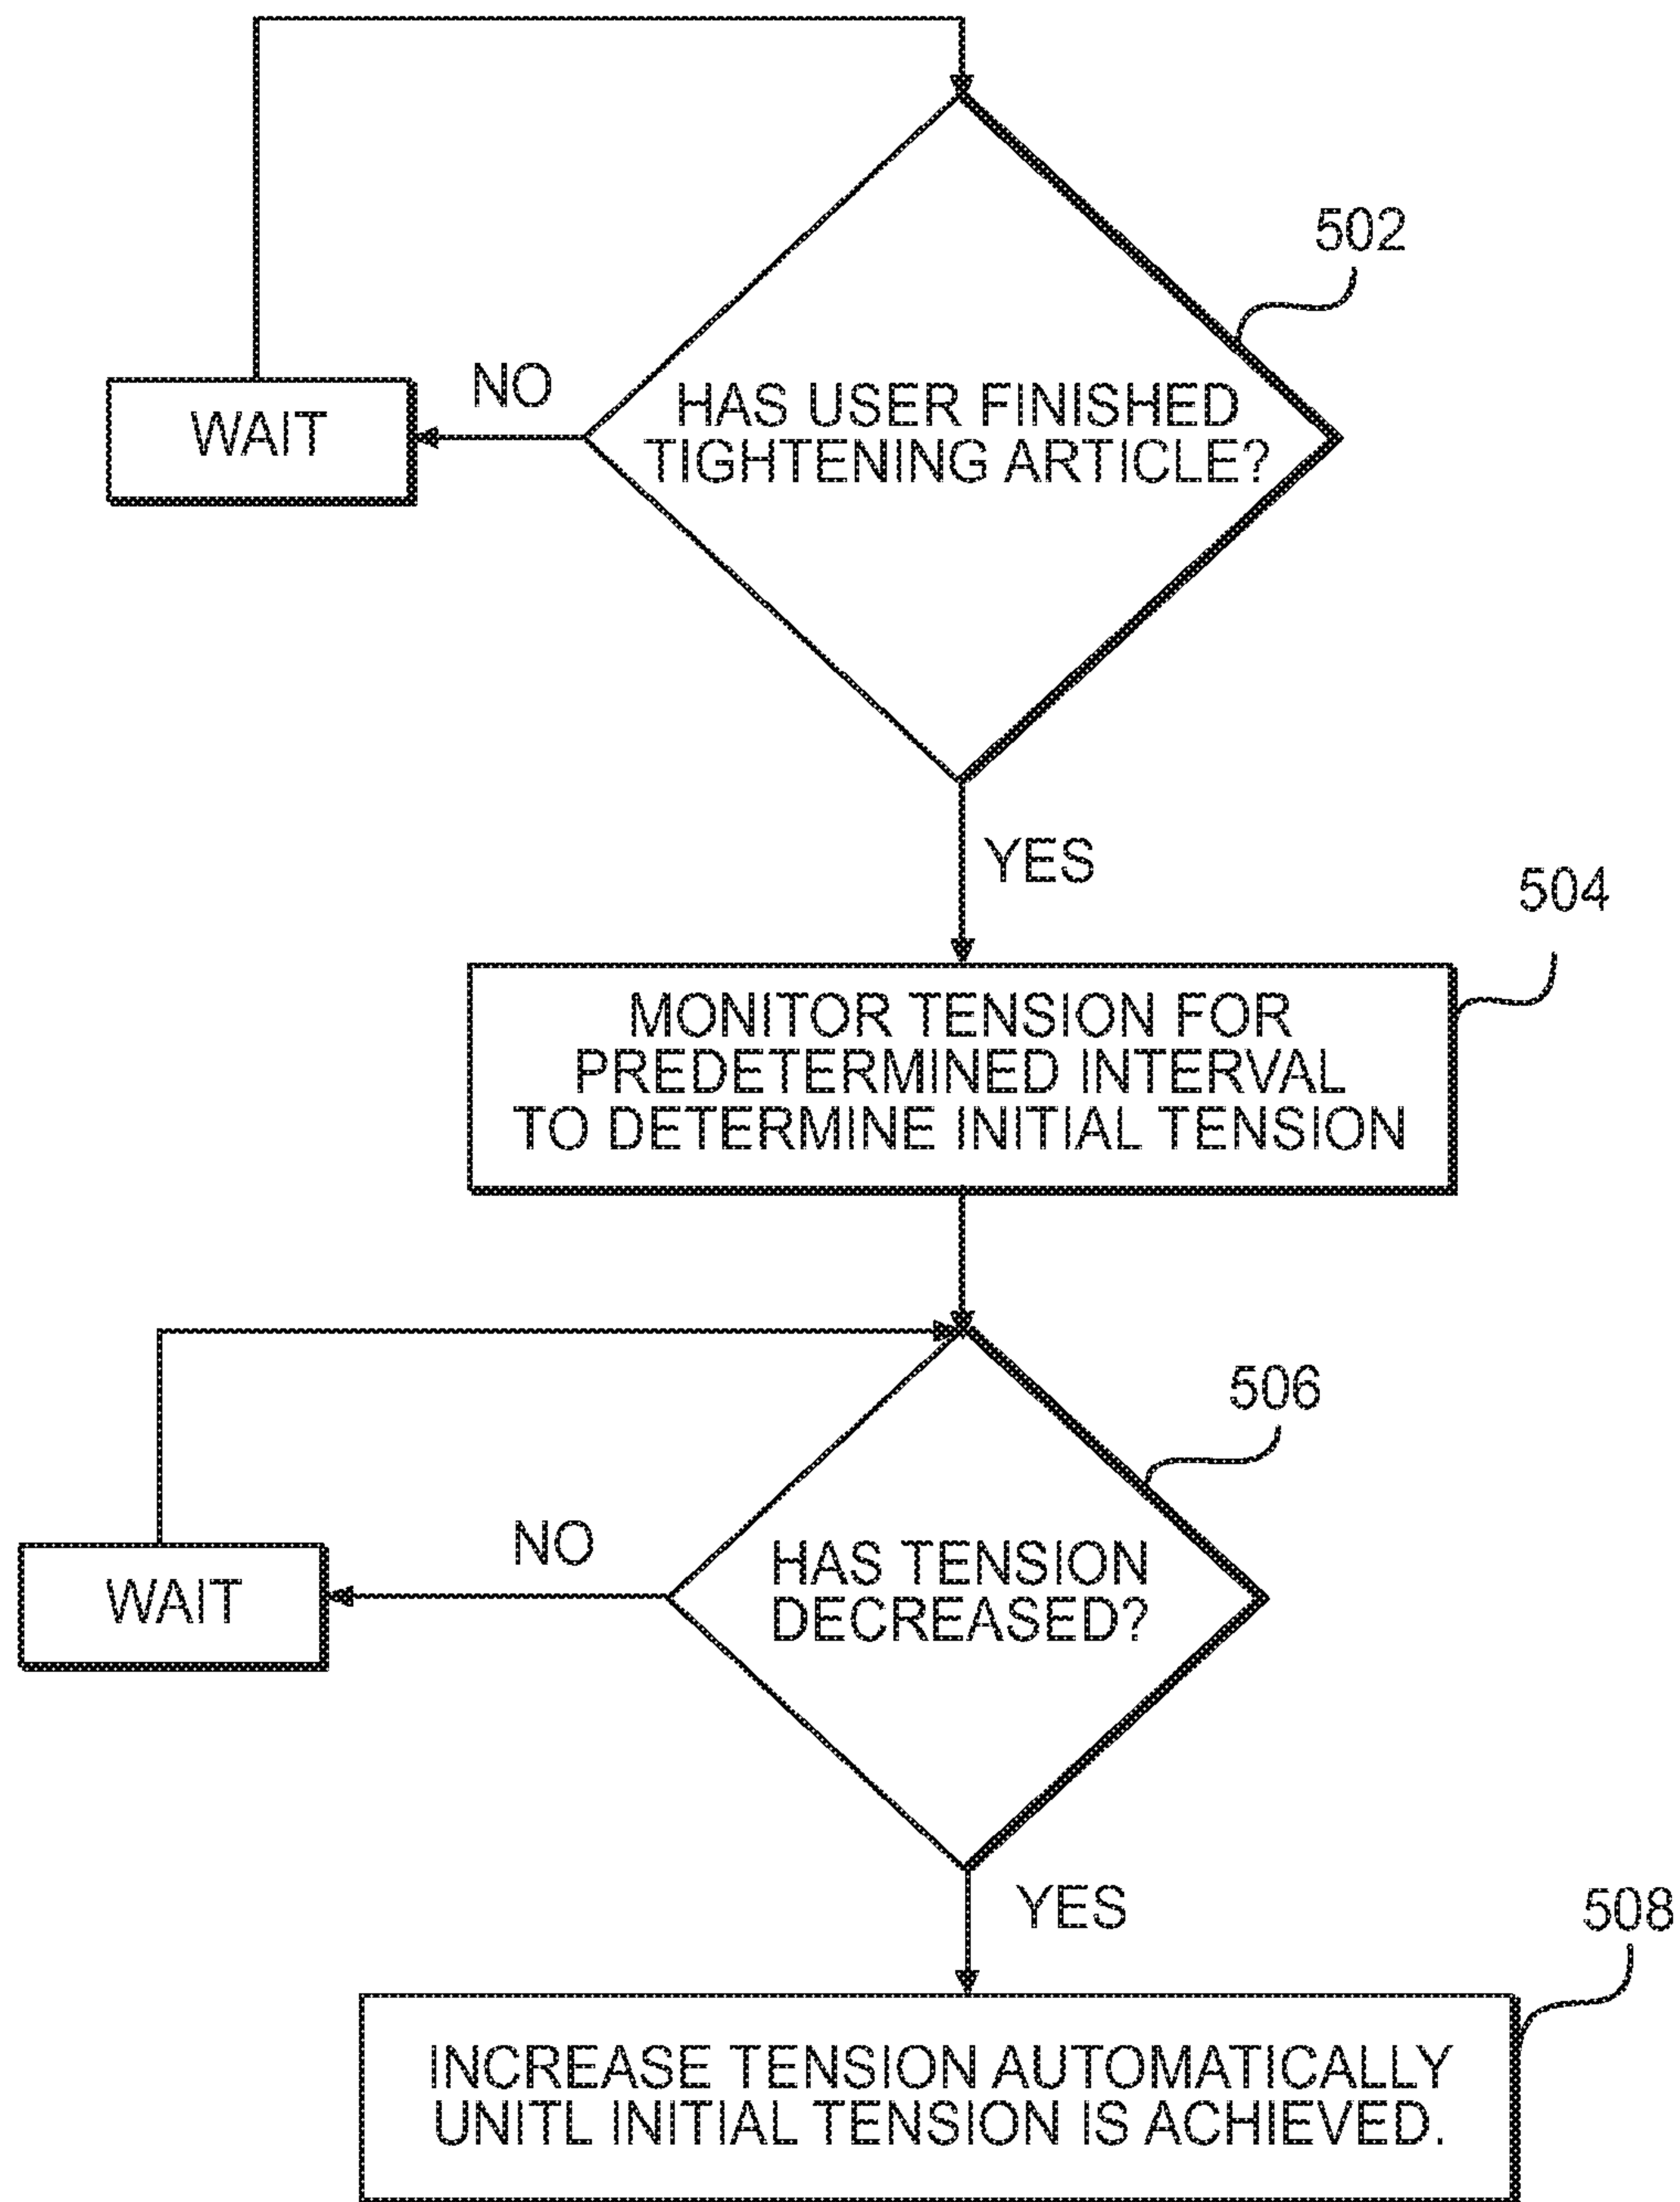 502
HAS USER FINISHED
TIGHTENING ARTICLE?
NO
WAIT
YES
504
MONITOR TENSION FOR
PREDETERMINED INTERVAL
TO DETERMINE INITIAL TENSION
506
HAS TENSION
DECREASED?
NO
WAIT
YES
508
INCREASE TENSION AUTOMATICALLY
UNITL INITIAL TENSION IS ACHIEVED.